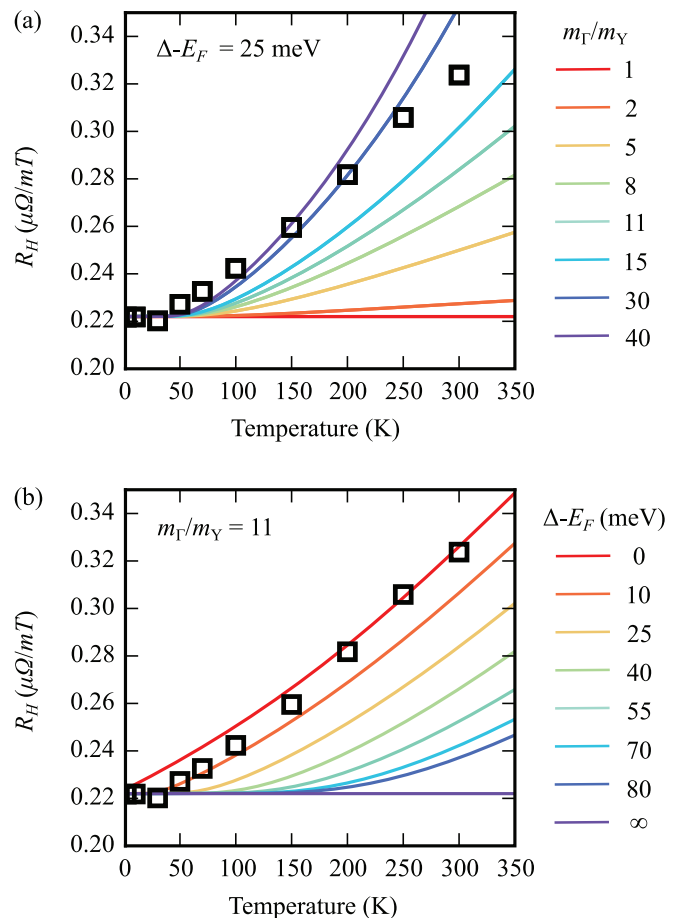 (a)
Δ-E_F = 25 meV
m_Γ/m_Y
1
2
5
8
11
15
30
40
R_H (μΩ/mT)
0.34
0.32
0.30
0.28
0.26
0.24
0.22
0.20
0 50 100 150 200 250 300 350
Temperature (K)
(b)
m_Γ/m_Y = 11
Δ-E_F (meV)
0
10
25
40
55
70
80
∞
R_H (μΩ/mT)
0.34
0.32
0.30
0.28
0.26
0.24
0.22
0.20
0 50 100 150 200 250 300 350
Temperature (K)